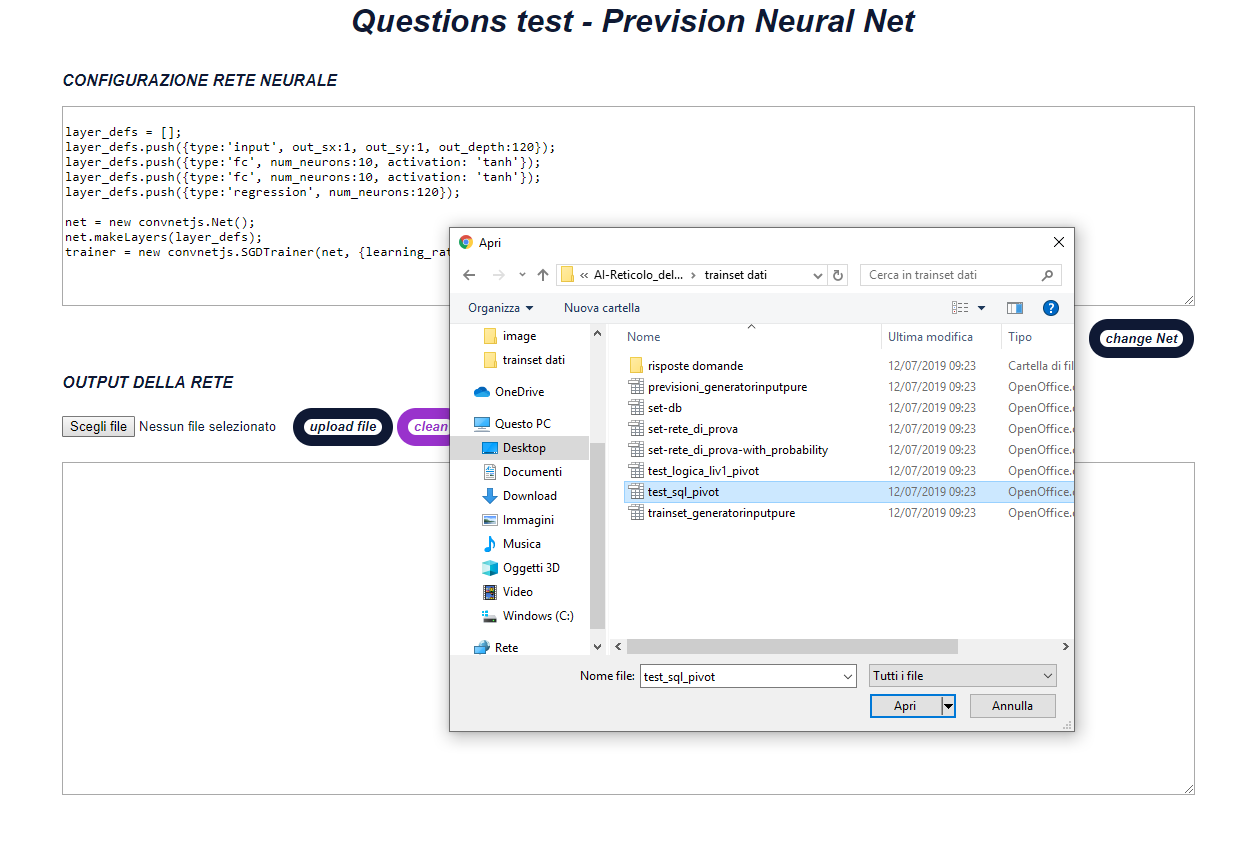 Questions test - Prevision Neural Net
CONFIGURAZIONE RETE NEURALE
layer_defs = [];
layer_defs.push({type:'input', out_sx:1, out_sy:1, out_depth:120});
layer_defs.push({type:'fc', num_neurons:10, activation: 'tanh'});
layer_defs.push({type:'fc', num_neurons:10, activation: 'tanh'});
layer_defs.push({type:'regression', num_neurons:120});
net = new convnetjs.Net();
net.makeLayers(layer_defs);
trainer = new convnetjs.SGDTrainer(net, {learning_rat
change Net
OUTPUT DELLA RETE
Scegli file Nessun file selezionato upload file clean
Apri
« AI-Reticolo_del... › trainset dati
Cerca in trainset dati
Organizza Nuova cartella
image
trainset dati
OneDrive
Questo PC
Desktop
Documenti
Download
Immagini
Musica
Oggetti 3D
Video
Windows (C:)
Rete
Nome Ultima modifica Tipo
risposte domande 12/07/2019 09:23 Cartella di fil
previsioni_generatorinputpure 12/07/2019 09:23 OpenOffice.
set-db 12/07/2019 09:23 OpenOffice.
set-rete_di_prova 12/07/2019 09:23 OpenOffice.
set-rete_di_prova-with_probability 12/07/2019 09:23 OpenOffice.
test_logica_liv1_pivot 12/07/2019 09:23 OpenOffice.
test_sql_pivot 12/07/2019 09:23 OpenOffice.
trainset_generatorinputpure 12/07/2019 09:23 OpenOffice.
Nome file: test_sql_pivot Tutti i file
Apri Annulla